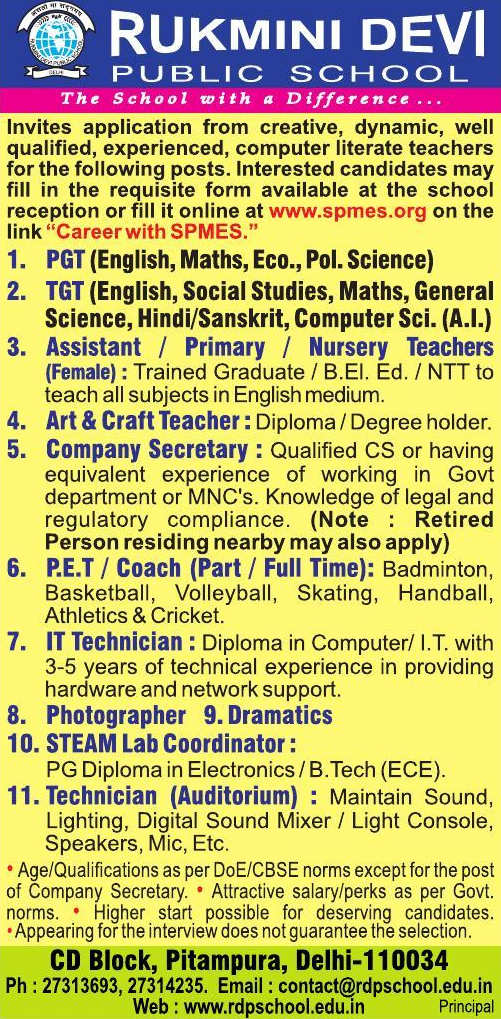 RUKMINI DEVI
PUBLIC SCHOOL
DELHI
The School with a Difference ...
Invites application from creative, dynamic, well
qualified, experienced, computer literate teachers
for the following posts. Interested candidates may
fill in the requisite form available at the school
reception or fill it online at www.spmes.org on the
link “Career with SPMES.”
1. PGT (English, Maths, Eco., Pol. Science)
2. TGT (English, Social Studies, Maths, General
Science, Hindi/Sanskrit, Computer Sci. (A.I.)
3. Assistant / Primary / Nursery Teachers
(Female) : Trained Graduate / B.El. Ed. / NTT to
teach all subjects in English medium.
4. Art & Craft Teacher : Diploma / Degree holder.
5. Company Secretary : Qualified CS or having
equivalent experience of working in Govt
department or MNC's. Knowledge of legal and
regulatory compliance. (Note : Retired
Person residing nearby may also apply)
6. P.E.T / Coach (Part / Full Time): Badminton,
Basketball, Volleyball, Skating, Handball,
Athletics & Cricket.
7. IT Technician : Diploma in Computer/ I.T. with
3-5 years of technical experience in providing
hardware and network support.
8. Photographer 9. Dramatics
10. STEAM Lab Coordinator :
PG Diploma in Electronics / B.Tech (ECE).
11. Technician (Auditorium) : Maintain Sound,
Lighting, Digital Sound Mixer / Light Console,
Speakers, Mic, Etc.
• Age/Qualifications as per DoE/CBSE norms except for the post
of Company Secretary. • Attractive salary/perks as per Govt.
norms. • Higher start possible for deserving candidates.
• Appearing for the interview does not guarantee the selection.
CD Block, Pitampura, Delhi-110034
Ph : 27313693, 27314235. Email : contact@rdpschool.edu.in
Web : www.rdpschool.edu.in Principal